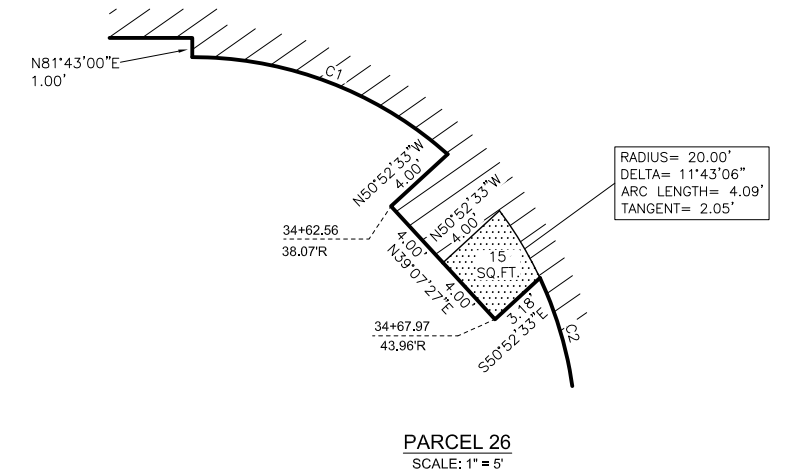 N81°43'00"E
1.00'
C1
N50°52'33"W
4.00'
N50°52'33"W
4.00'
RADIUS= 20.00'
DELTA= 11°43'06"
ARC LENGTH= 4.09'
TANGENT= 2.05'
34+62.56
38.07'R
4.00'
N39°07'27"E
4.00'
15
SQ.FT.
34+67.97
43.96'R
3.18'
S50°52'33"E
C2
PARCEL 26
SCALE: 1" = 5'